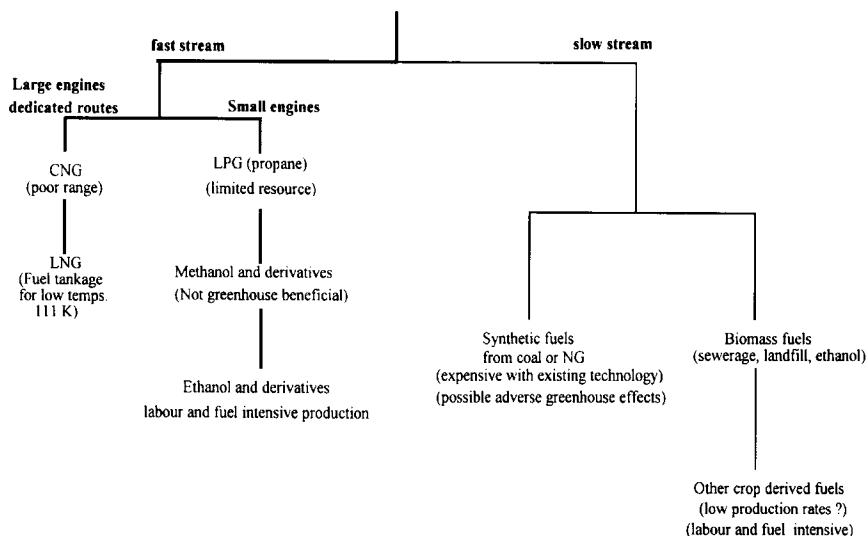 fast stream
slow stream
Large engines
dedicated routes
Small engines
CNG
(poor range)
LPG (propane)
(limited resource)
LNG
(Fuel tankage
for low temps.
111 K)
Methanol and derivatives
(Not greenhouse beneficial)
Ethanol and derivatives
labour and fuel intensive production
Synthetic fuels
from coal or NG
(expensive with existing technology)
(possible adverse greenhouse effects)
Biomass fuels
(sewerage, landfill, ethanol)
Other crop derived fuels
(low production rates ?)
(labour and fuel intensive)